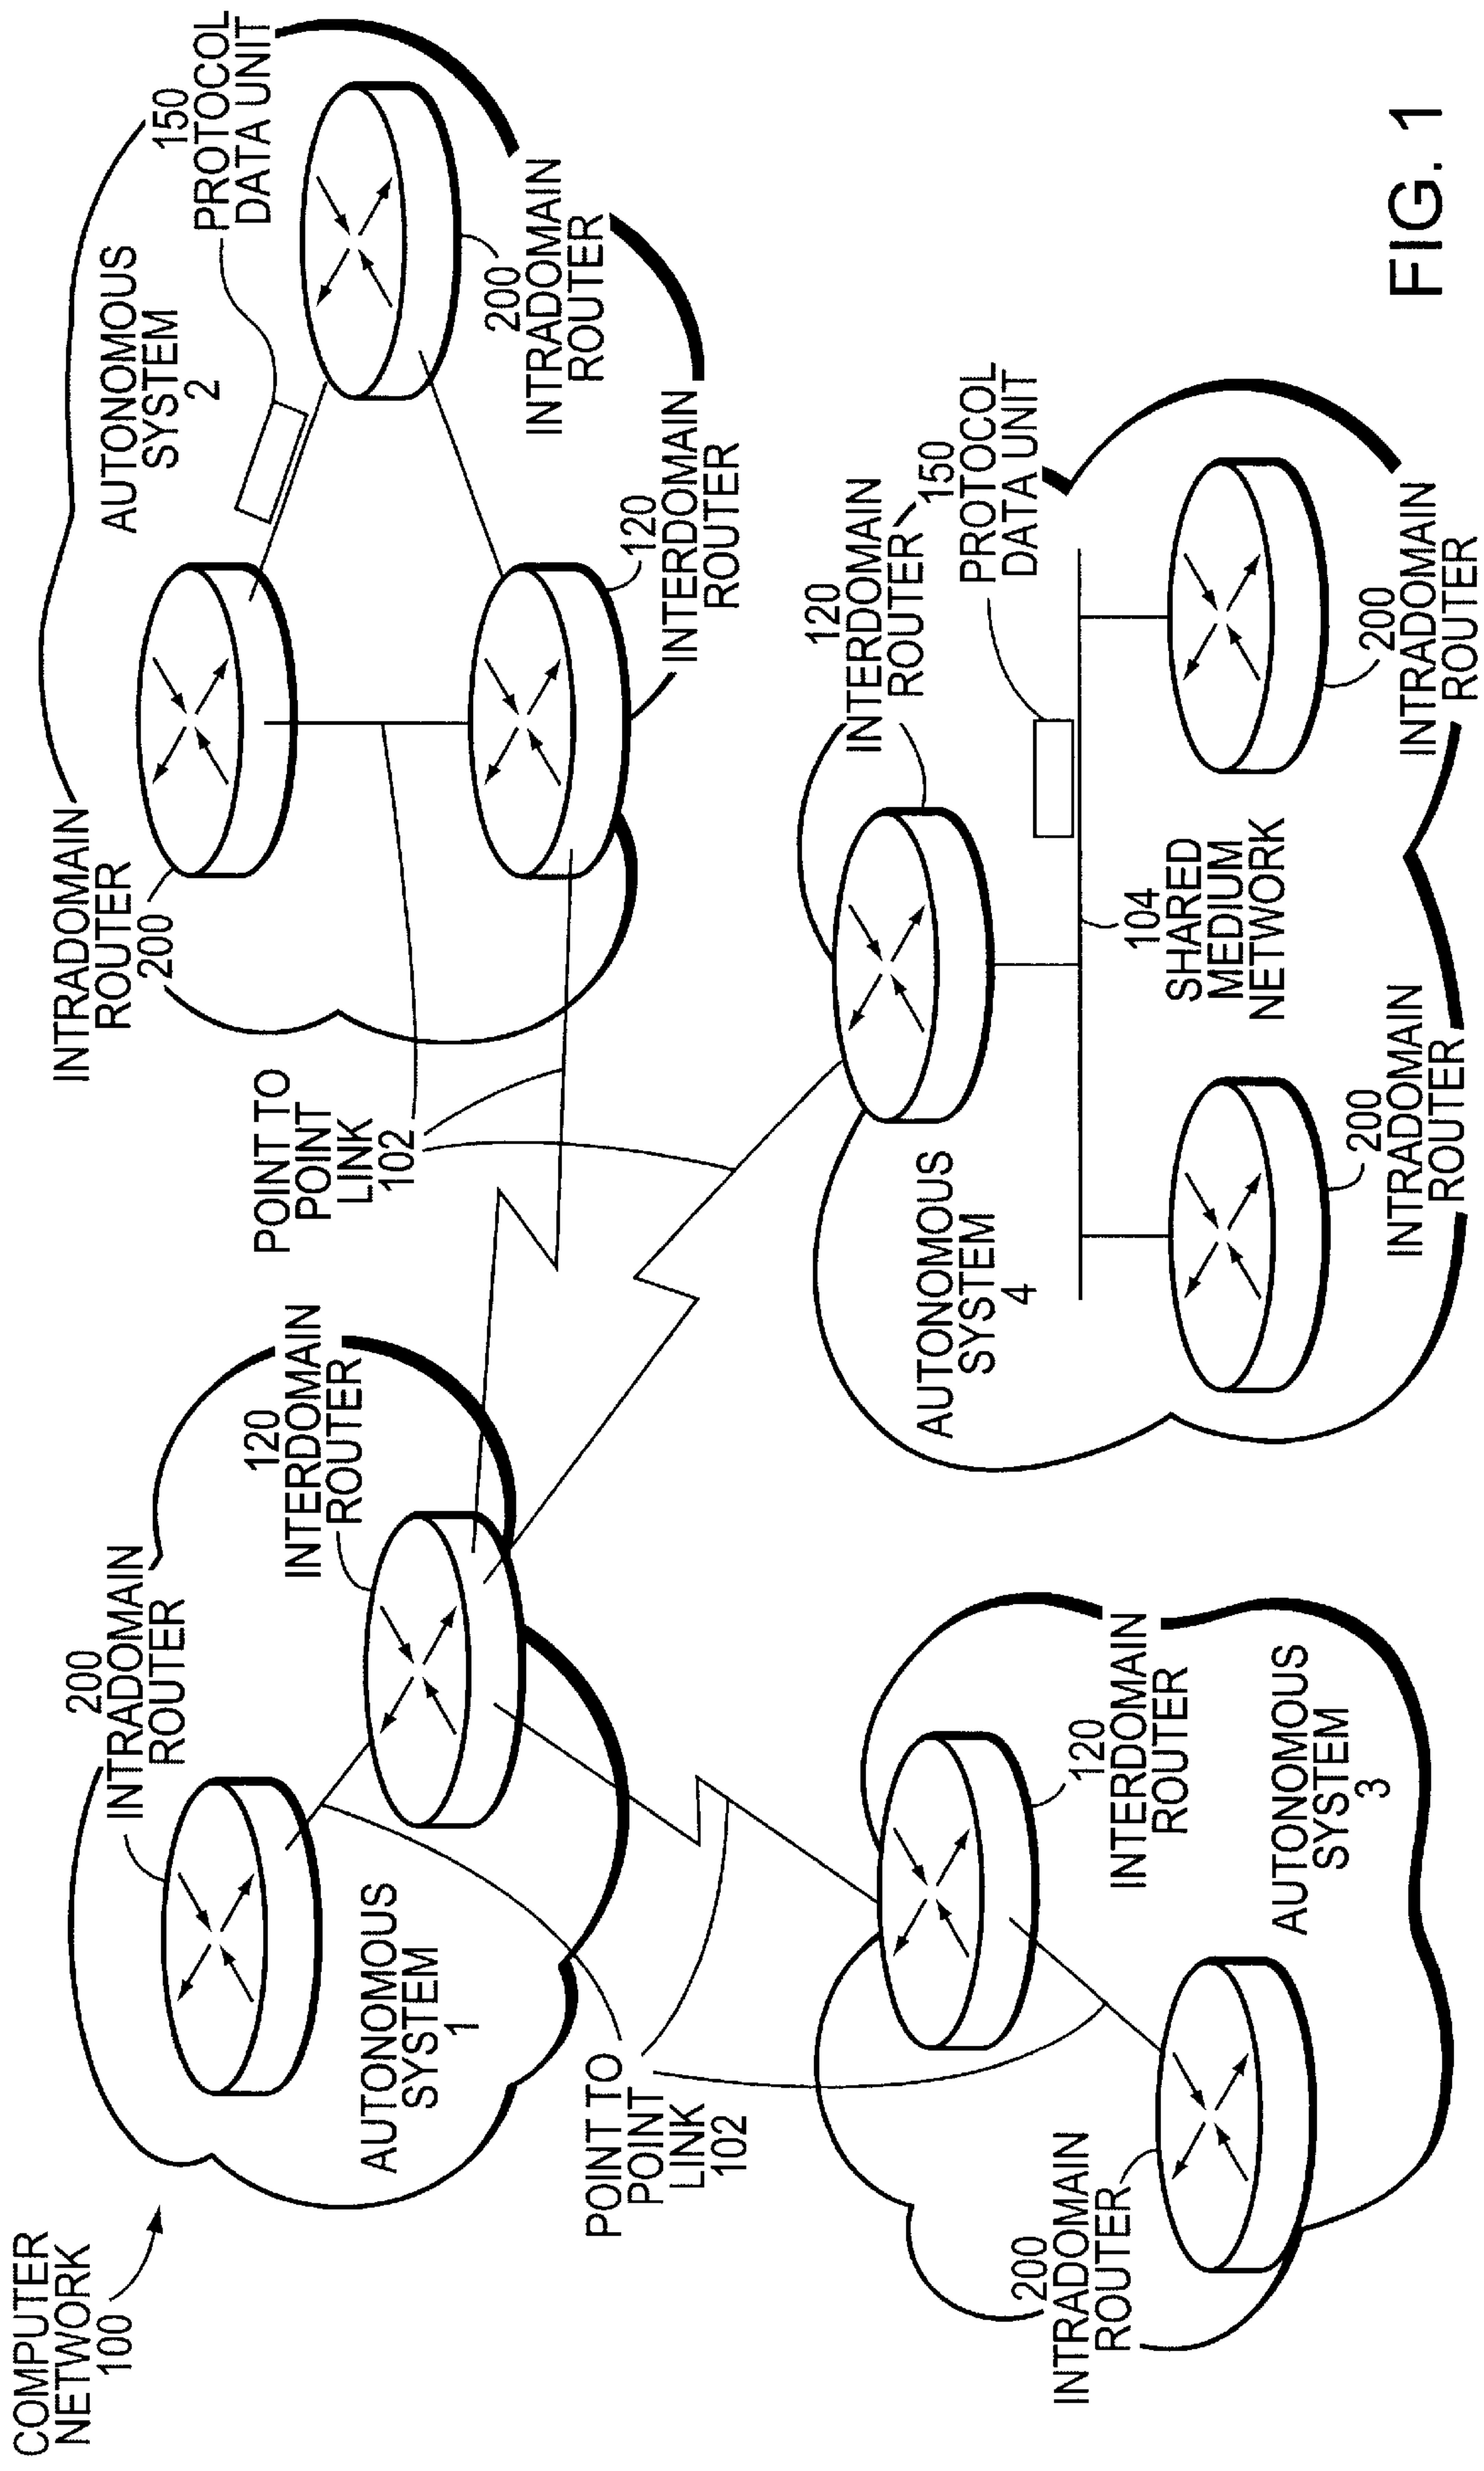 COMPUTER
NETWORK
100
200
INTRADOMAIN
ROUTER
120
INTERDOMAIN
ROUTER
AUTONOMOUS
SYSTEM
1
POINT TO
POINT
LINK
102
INTRADOMAIN
ROUTER
200
AUTONOMOUS
SYSTEM
2
150
PROTOCOL
DATA UNIT
200
INTRADOMAIN
ROUTER
120
INTERDOMAIN
ROUTER
POINT TO
POINT
LINK
102
200
INTRADOMAIN
ROUTER
120
INTERDOMAIN
ROUTER
AUTONOMOUS
SYSTEM
3
AUTONOMOUS
SYSTEM
4
120
INTERDOMAIN
ROUTER
150
PROTOCOL
DATA UNIT
104
SHARED
MEDIUM
NETWORK
200
INTRADOMAIN
ROUTER
200
INTRADOMAIN
ROUTER
FIG. 1